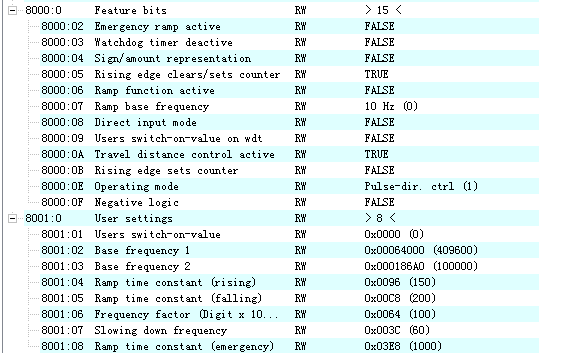 8000:0 Feature bits RW > 15 <
8000:02 Emergency ramp active RW FALSE
8000:03 Watchdog timer deactive RW FALSE
8000:04 Sign/amount representation RW FALSE
8000:05 Rising edge clears/sets counter RW TRUE
8000:06 Ramp function active RW FALSE
8000:07 Ramp base frequency RW 10 Hz (0)
8000:08 Direct input mode RW FALSE
8000:09 Users switch-on-value on wdt RW FALSE
8000:0A Travel distance control active RW TRUE
8000:0B Rising edge sets counter RW FALSE
8000:0E Operating mode RW Pulse-dir. ctrl (1)
8000:0F Negative logic RW FALSE
8001:0 User settings RW > 8 <
8001:01 Users switch-on-value RW 0x0000 (0)
8001:02 Base frequency 1 RW 0x00064000 (409600)
8001:03 Base frequency 2 RW 0x000186A0 (100000)
8001:04 Ramp time constant (rising) RW 0x0096 (150)
8001:05 Ramp time constant (falling) RW 0x00C8 (200)
8001:06 Frequency factor (Digit x 10... RW 0x0064 (100)
8001:07 Slowing down frequency RW 0x003C (60)
8001:08 Ramp time constant (emergency) RW 0x03E8 (1000)